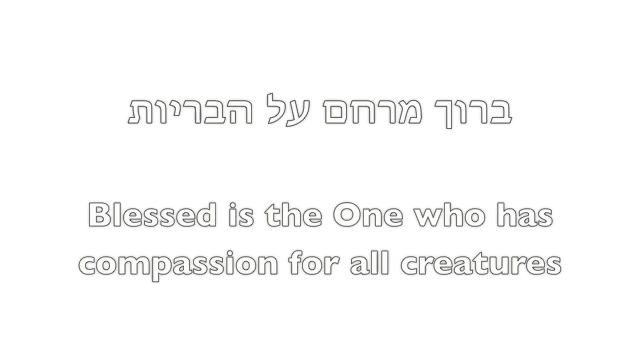 ברוך מרחם על הבריות
Blessed is the One who has
compassion for all creatures